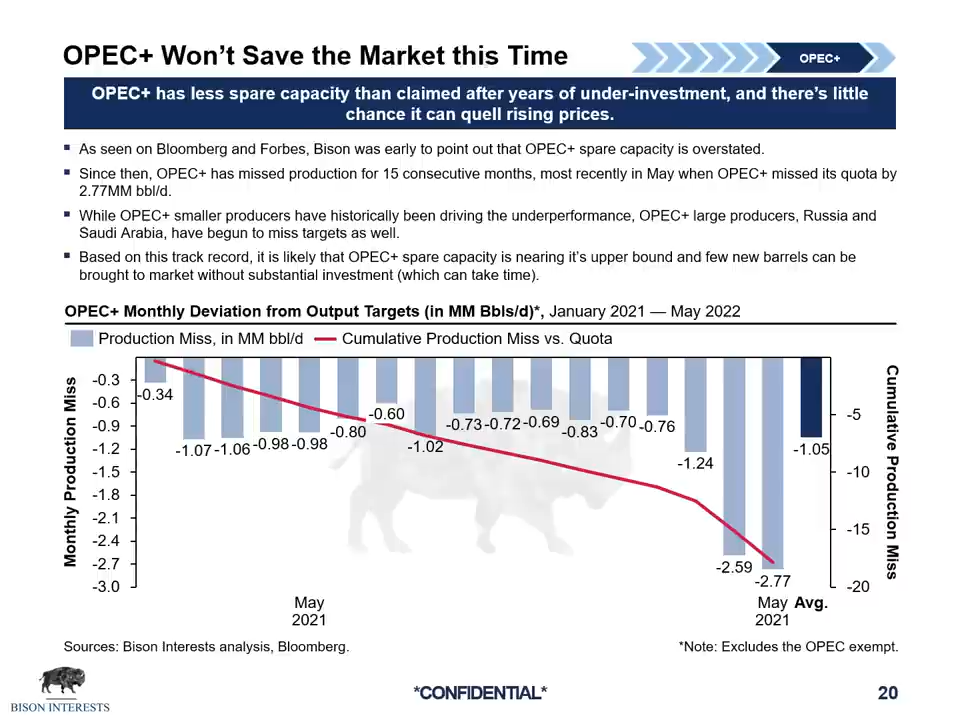 OPEC+ Won’t Save the Market this Time
OPEC+
OPEC+ has less spare capacity than claimed after years of under-investment, and there’s little
chance it can quell rising prices.
▪ As seen on Bloomberg and Forbes, Bison was early to point out that OPEC+ spare capacity is overstated.
▪ Since then, OPEC+ has missed production for 15 consecutive months, most recently in May when OPEC+ missed its quota by
2.77MM bbl/d.
▪ While OPEC+ smaller producers have historically been driving the underperformance, OPEC+ large producers, Russia and
Saudi Arabia, have begun to miss targets as well.
▪ Based on this track record, it is likely that OPEC+ spare capacity is nearing it’s upper bound and few new barrels can be
brought to market without substantial investment (which can take time).
OPEC+ Monthly Deviation from Output Targets (in MM Bbls/d)*, January 2021 — May 2022
Production Miss, in MM bbl/d
Cumulative Production Miss vs. Quota
Monthly Production Miss
-0.3
-0.6
-0.9
-1.2
-1.5
-1.8
-2.1
-2.4
-2.7
-3.0
-0.34
-1.07
-1.06
-0.98
-0.98
-0.80
-0.60
-1.02
-0.73
-0.72
-0.69
-0.83
-0.70
-0.76
-1.24
-2.59
-2.77
-1.05
-5
-10
-15
-20
Cumulative Production Miss
May
2021
May
2021
Avg.
Sources: Bison Interests analysis, Bloomberg.
*Note: Excludes the OPEC exempt.
BISON INTERESTS
*CONFIDENTIAL*
20